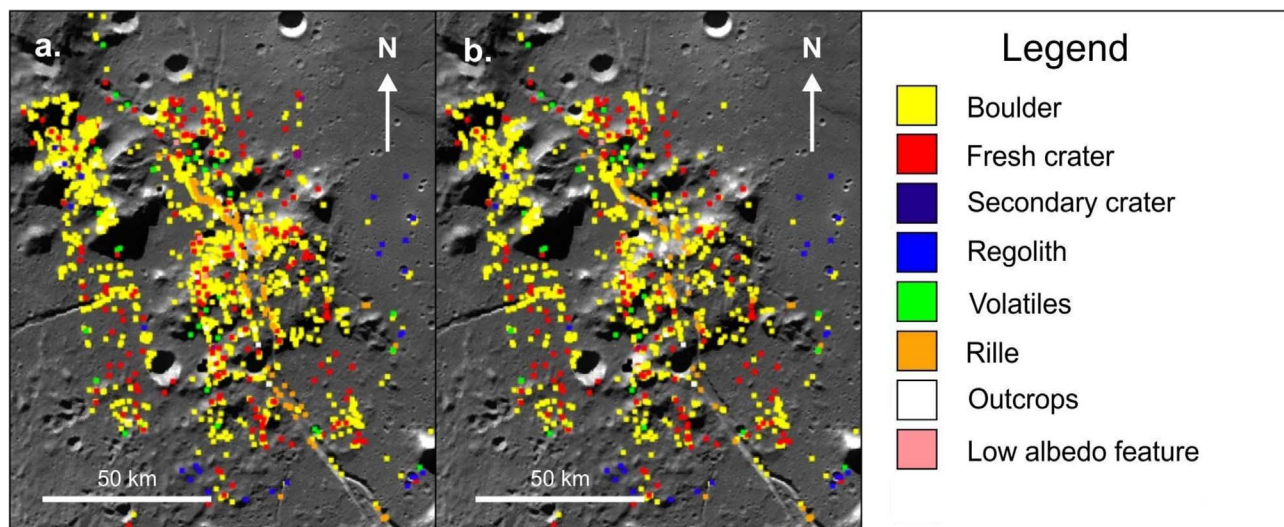 a.
N
50 km
b.
N
50 km
Legend
Boulder
Fresh crater
Secondary crater
Regolith
Volatiles
Rille
Outcrops
Low albedo feature